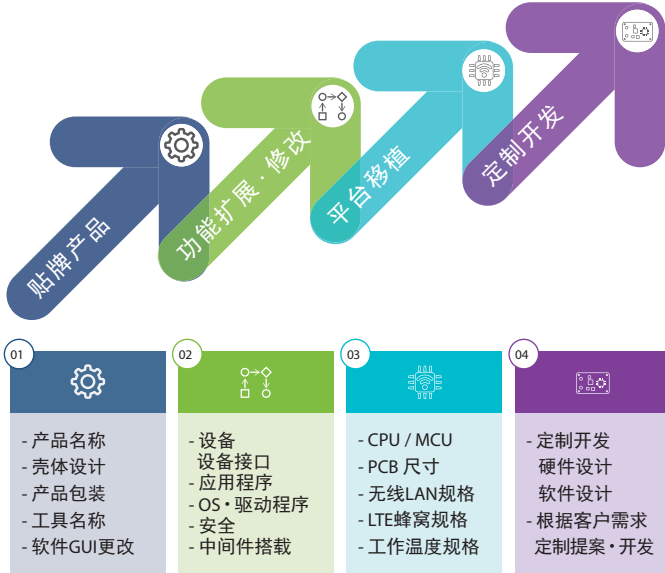 贴牌产品
功能扩展·修改
平台移植
定制开发
01
- 产品名称
- 壳体设计
- 产品包装
- 工具名称
- 软件GUI更改
02
- 设备
设备接口
- 应用程序
- OS•驱动程序
- 安全
- 中间件搭载
03
- CPU / MCU
- PCB 尺寸
- 无线LAN规格
- LTE蜂窝规格
- 工作温度规格
04
- 定制开发
硬件设计
软件设计
- 根据客户需求
定制提案•开发